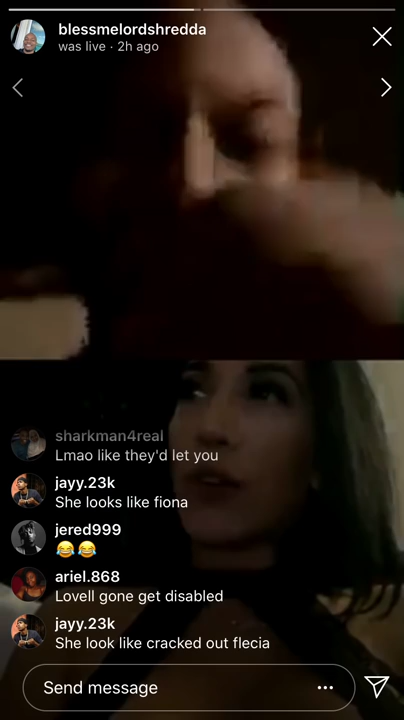 blessmelordshredda
was live · 2h ago
sharkman4real
Lmao like they'd let you
jayy.23k
She looks like fiona
jered999
😂😂
ariel.868
Lovell gone get disabled
jayy.23k
She look like cracked out flecia
Send message